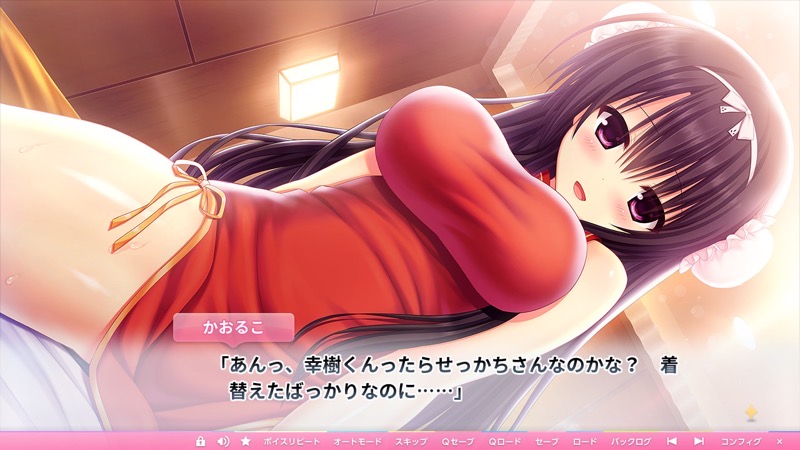 かおるこ
「あんっ、幸樹くんったらせっかちさんなのかな？　着
替えたばっかりなのに……」
ボイスリピート オートモード スキップ Qセーブ Qロード セーブ ロード バックログ コンフィグ ×